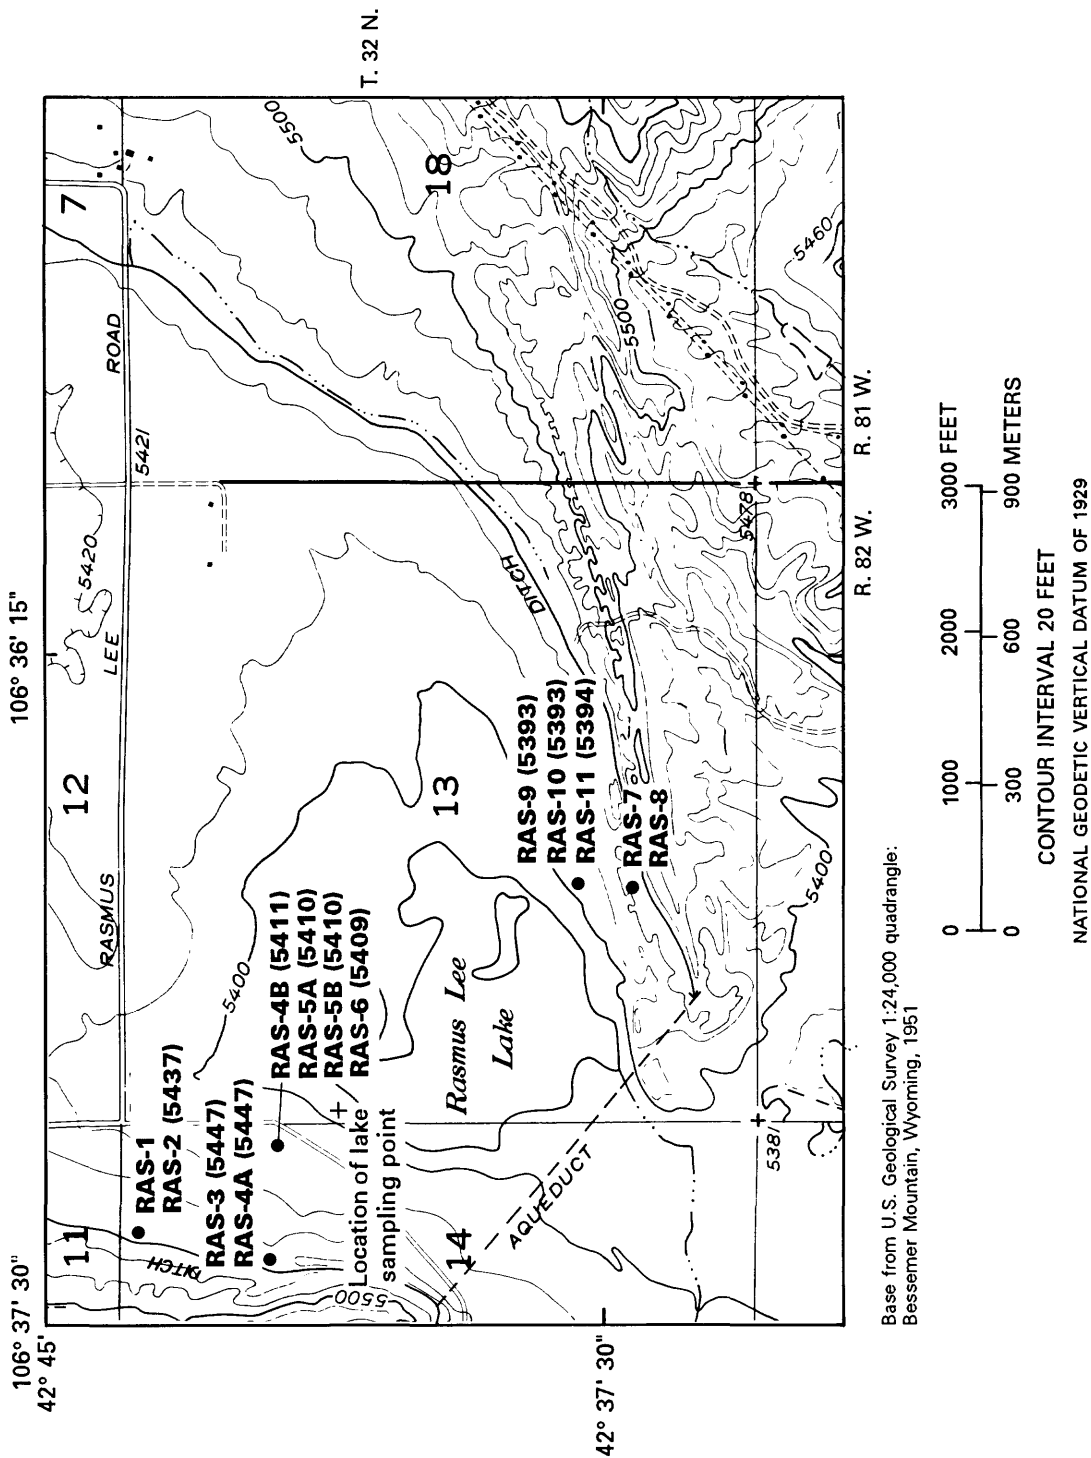 106° 37' 30"
42° 45'
106° 36' 15"
T. 32 N.
11
12
7
RASMUS
LEE
ROAD
5420
5421
5500
18
DITCH
RAS-1
RAS-2 (5437)
RAS-3 (5447)
RAS-4A (5447)
5400
RAS-4B (5411)
RAS-5A (5410)
RAS-5B (5410)
RAS-6 (5409)
Location of lake
sampling point
5500
14
Rasmus Lee
Lake
13
DITCH
RAS-9 (5393)
RAS-10 (5393)
RAS-11 (5394)
RAS-7
RAS-8
5500
5460
5478
AQUEDUCT
5381
5400
42° 37' 30"
R. 82 W.
R. 81 W.
Base from U.S. Geological Survey 1:24,000 quadrangle:
Bessemer Mountain, Wyoming, 1951
0 1000 2000 3000 FEET
0 300 600 900 METERS
CONTOUR INTERVAL 20 FEET
NATIONAL GEODETIC VERTICAL DATUM OF 1929